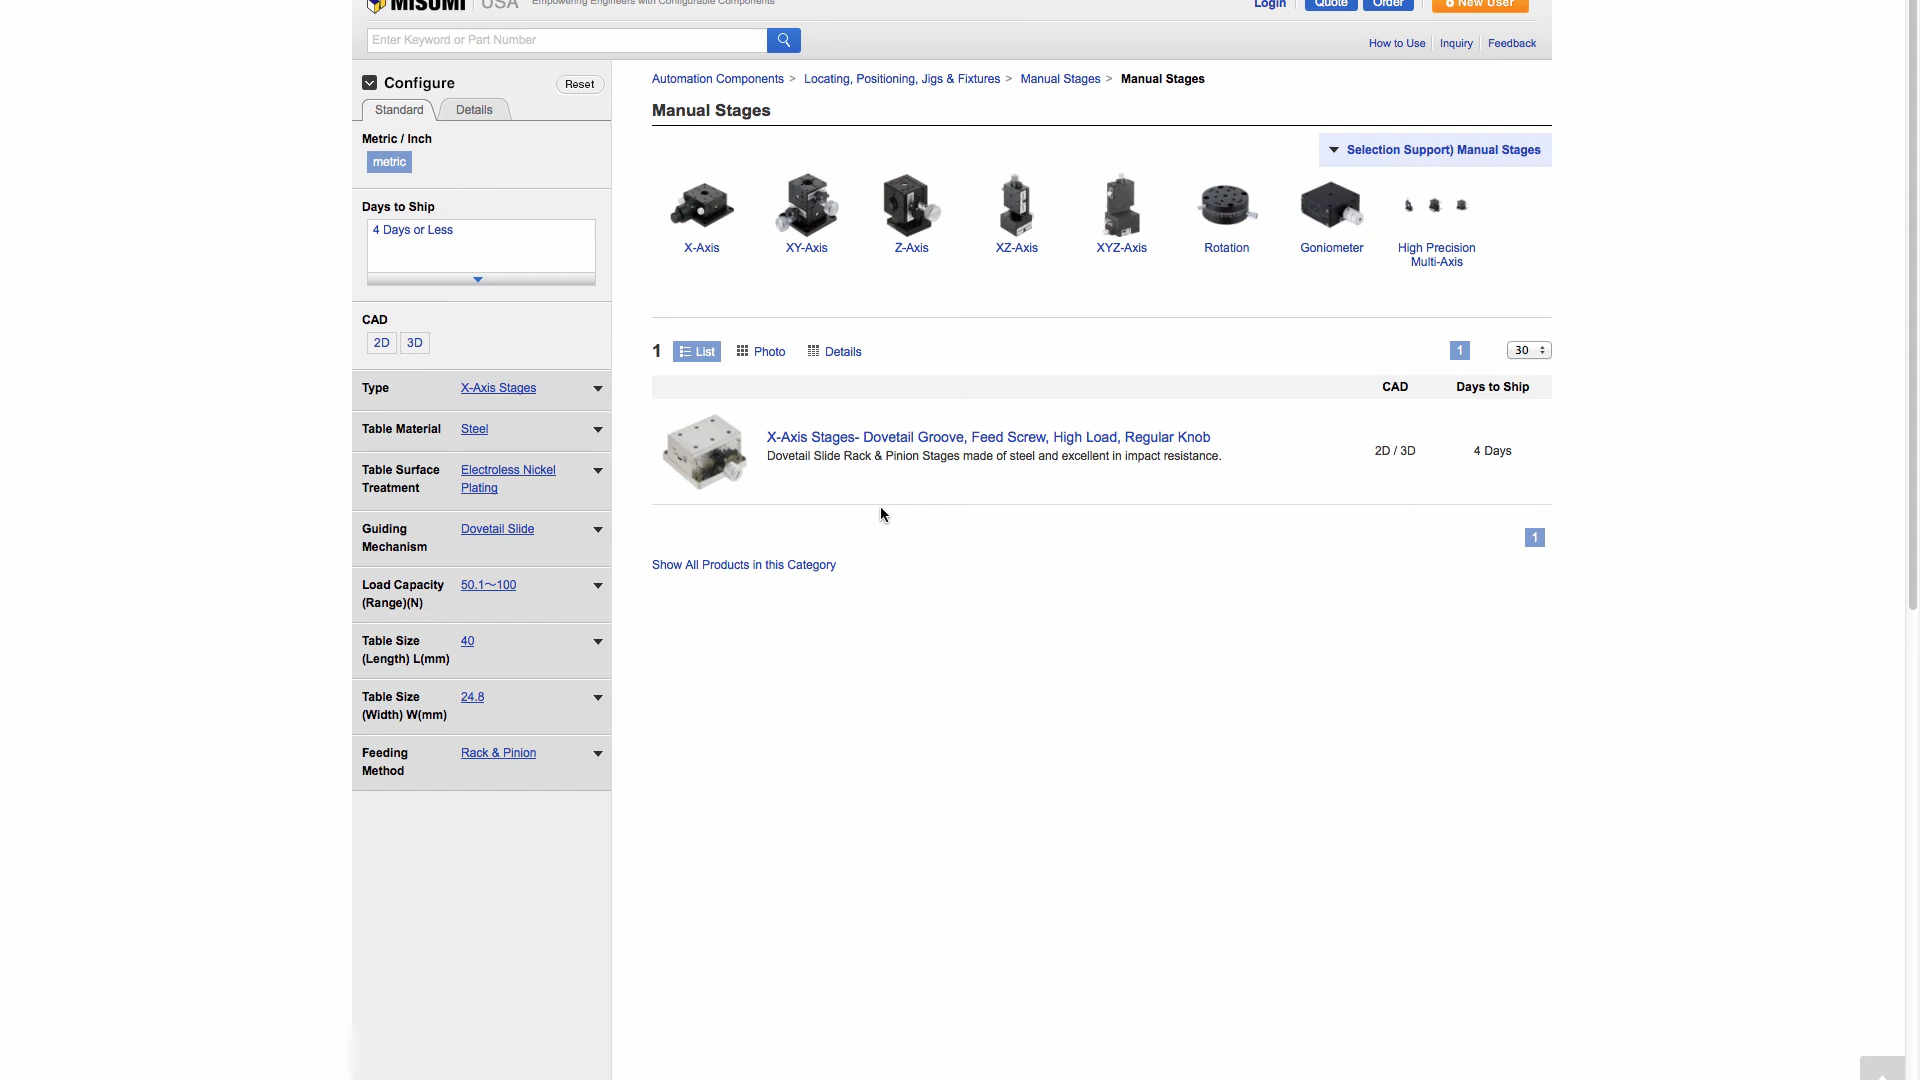 MISUMI USA Empowering Engineers with Configurable Components
Login Quote Order New User
Enter Keyword or Part Number
How to Use Inquiry Feedback
Configure Reset
Standard Details
Metric / Inch
metric
Days to Ship
4 Days or Less
CAD
2D 3D
Type X-Axis Stages
Table Material Steel
Table Surface Electroless Nickel
Treatment Plating
Guiding Dovetail Slide
Mechanism
Load Capacity 50.1～100
(Range)(N)
Table Size 40
(Length) L(mm)
Table Size 24.8
(Width) W(mm)
Feeding Rack & Pinion
Method
Automation Components > Locating, Positioning, Jigs & Fixtures > Manual Stages > Manual Stages
Manual Stages
Selection Support) Manual Stages
X-Axis XY-Axis Z-Axis XZ-Axis XYZ-Axis Rotation Goniometer High Precision
Multi-Axis
1 List Photo Details 1 30
CAD Days to Ship
X-Axis Stages- Dovetail Groove, Feed Screw, High Load, Regular Knob
Dovetail Slide Rack & Pinion Stages made of steel and excellent in impact resistance.
2D / 3D 4 Days
1
Show All Products in this Category